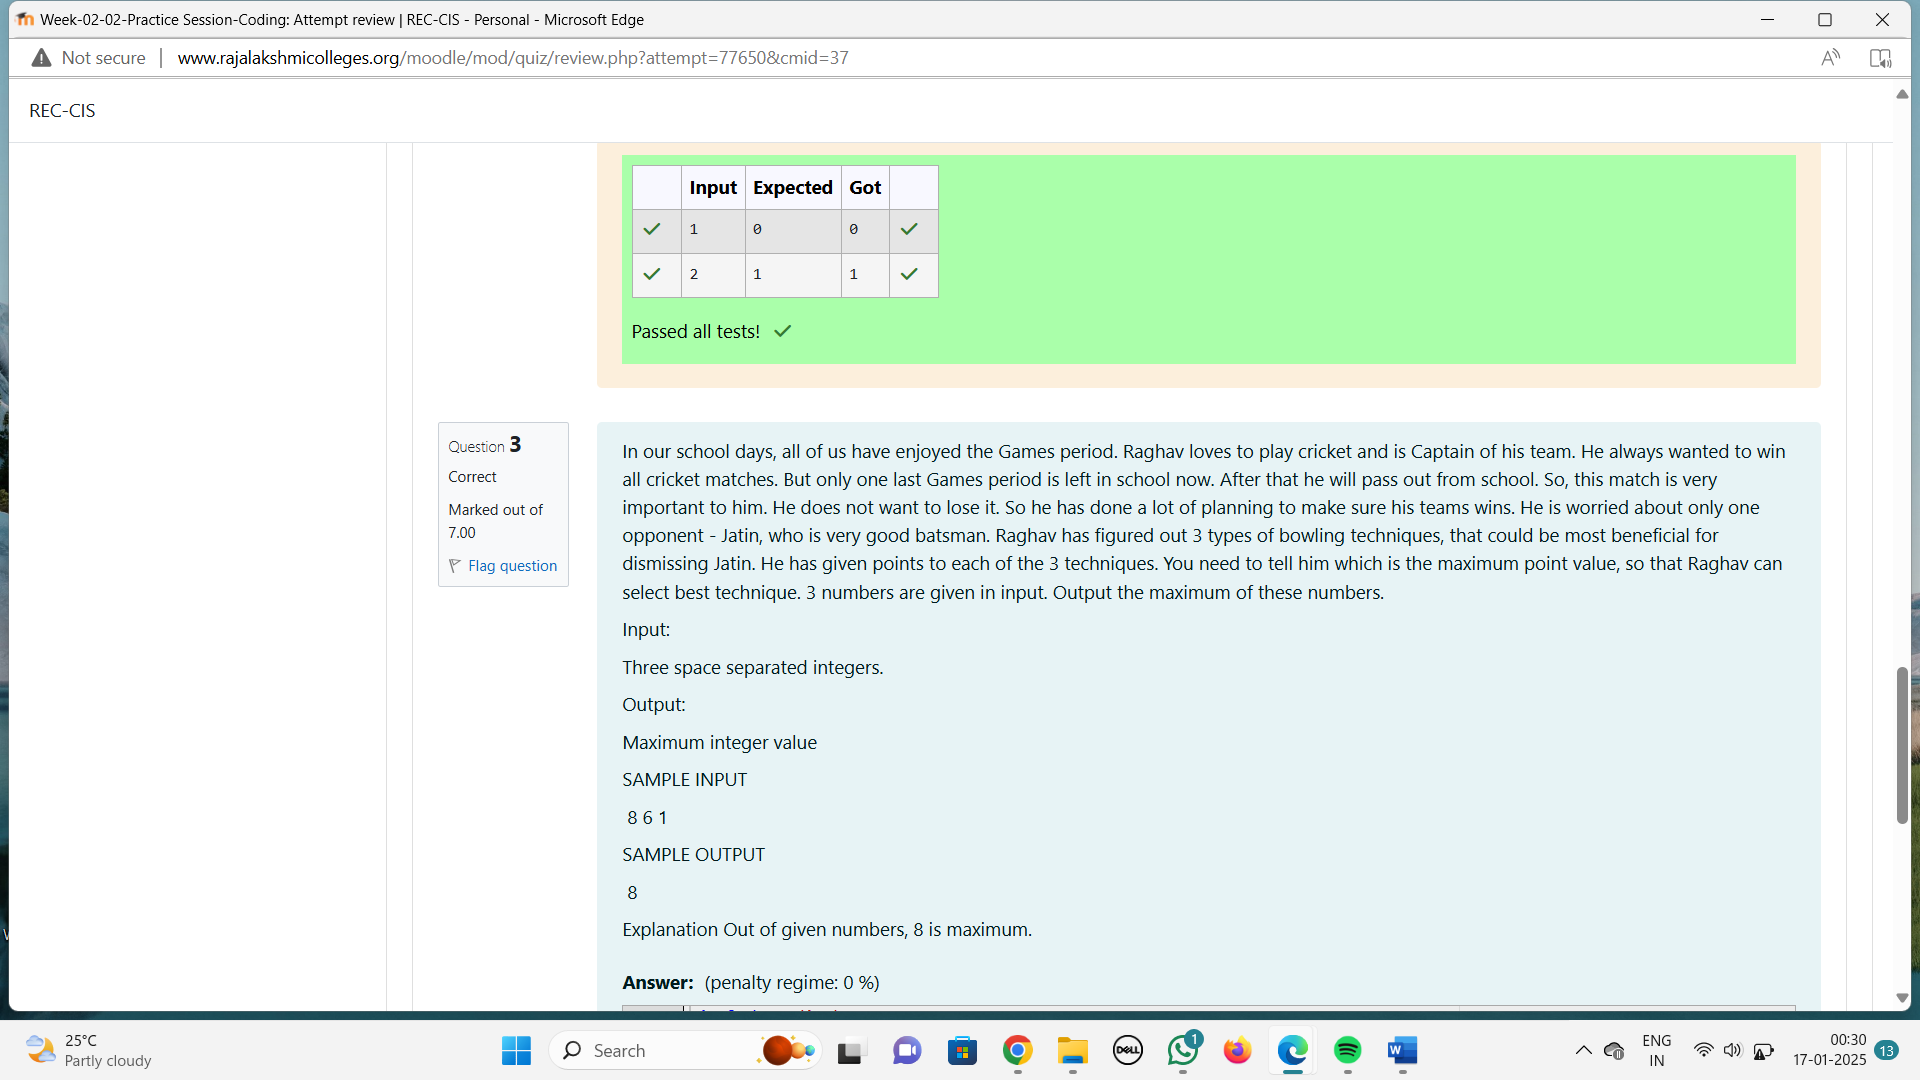 Week-02-02-Practice Session-Coding: Attempt review | REC-CIS - Personal - Microsoft Edge
Not secure | www.rajalakshmicolleges.org/moodle/mod/quiz/review.php?attempt=77650&cmid=37
REC-CIS
Input Expected Got
1 0 0
2 1 1
Passed all tests!
Question 3
Correct
Marked out of
7.00
Flag question
In our school days, all of us have enjoyed the Games period. Raghav loves to play cricket and is Captain of his team. He always wanted to win
all cricket matches. But only one last Games period is left in school now. After that he will pass out from school. So, this match is very
important to him. He does not want to lose it. So he has done a lot of planning to make sure his teams wins. He is worried about only one
opponent - Jatin, who is very good batsman. Raghav has figured out 3 types of bowling techniques, that could be most beneficial for
dismissing Jatin. He has given points to each of the 3 techniques. You need to tell him which is the maximum point value, so that Raghav can
select best technique. 3 numbers are given in input. Output the maximum of these numbers.
Input:
Three space separated integers.
Output:
Maximum integer value
SAMPLE INPUT
8 6 1
SAMPLE OUTPUT
8
Explanation Out of given numbers, 8 is maximum.
Answer: (penalty regime: 0 %)
25°C
Partly cloudy
Search
DELL
1
W
ENG
IN
00:30
17-01-2025
13